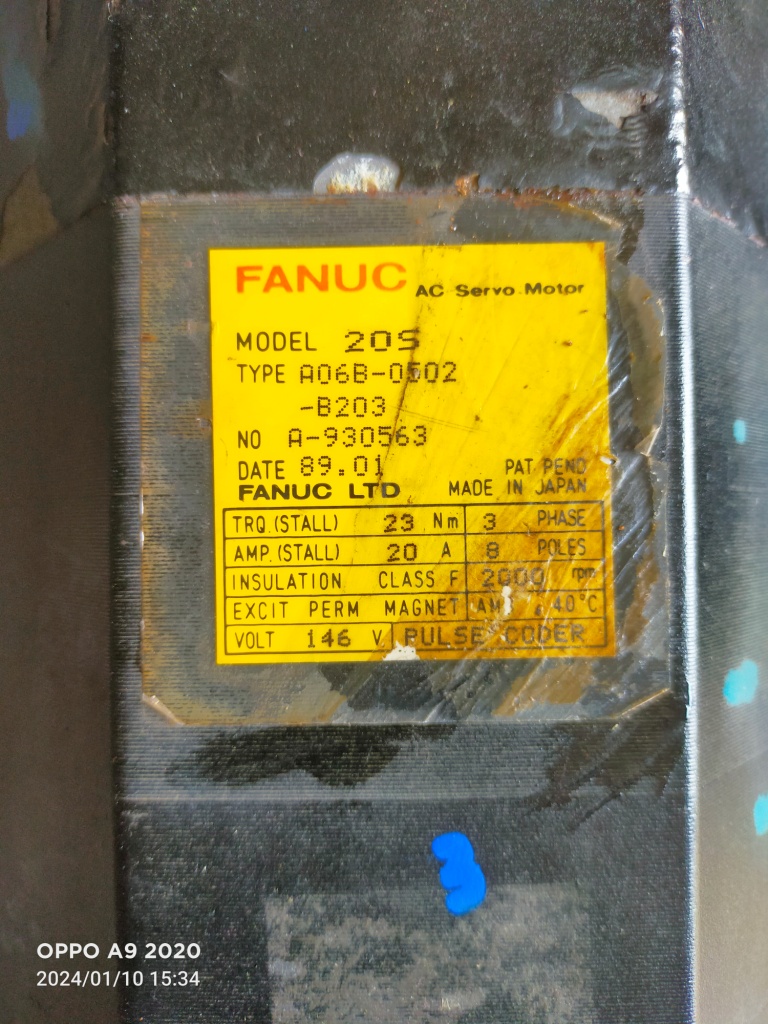 FANUC AC Servo Motor
MODEL 20S
TYPE A06B-0502
-B203
NO A-930563
DATE 89.01 PAT PEND
FANUC LTD MADE IN JAPAN
TRQ.(STALL) 23 Nm 3 PHASE
AMP.(STALL) 20 A 8 POLES
INSULATION CLASS F 2000 rpm
EXCIT PERM MAGNET 40°C
VOLT 146 V PULSE CODER
3
OPPO A9 2020
2024/01/10 15:34